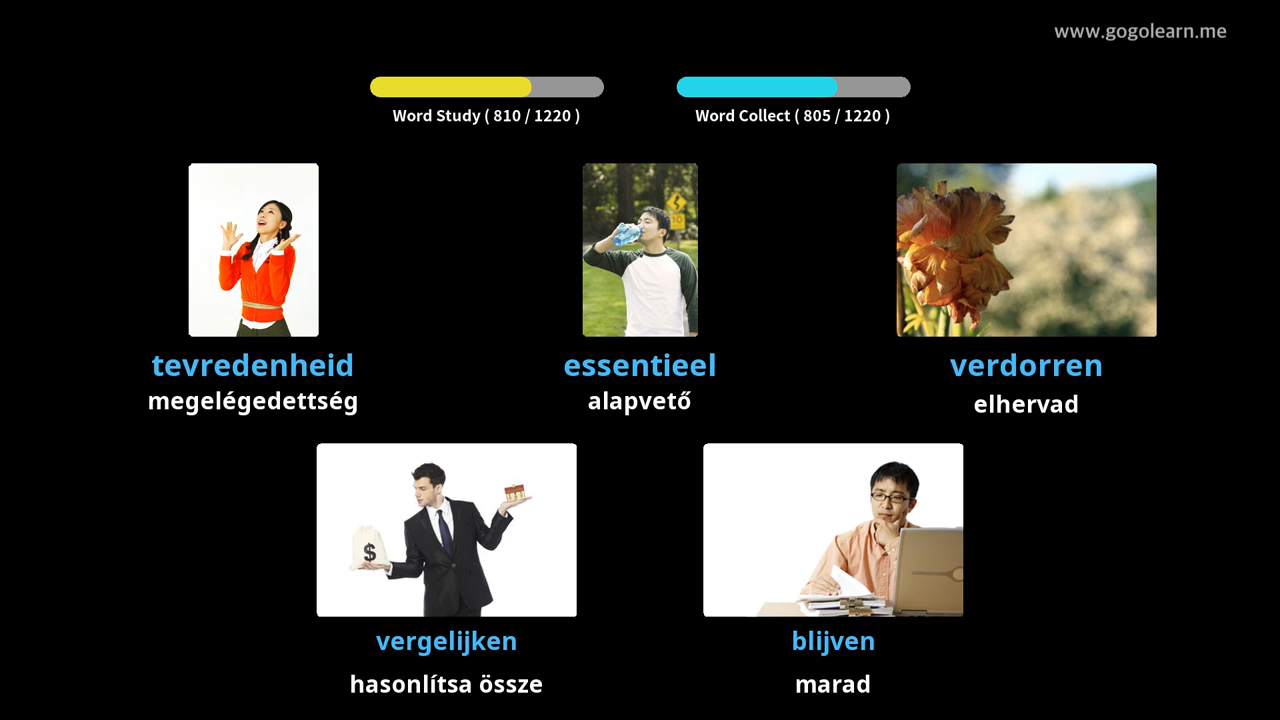 www.gogolearn.me
Word Study ( 810 / 1220 )
Word Collect ( 805 / 1220 )
tevredenheid
megelégedettség
essentieel
alapvető
verdorren
elhervad
$
vergelijken
hasonlítsa össze
blijven
marad